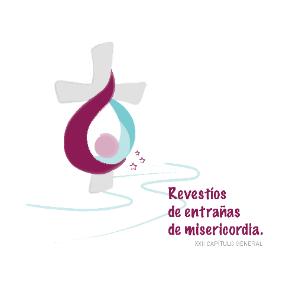 Revestíos
de entrañas
de misericordia.
XXII CAPÍTULO GENERAL